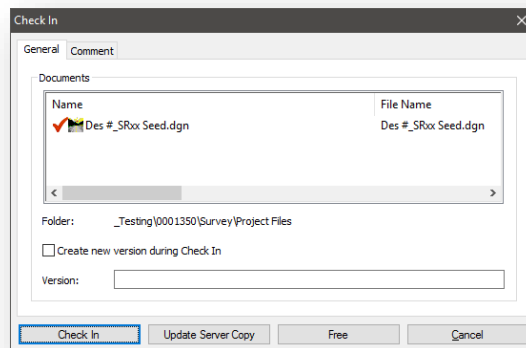 Check In
General Comment
Documents
Name File Name
Des #_SRxx Seed.dgn Des #_SRxx Seed.dgn
Folder: _Testing\0001350\Survey\Project Files
Create new version during Check In
Version:
Check In Update Server Copy Free Cancel